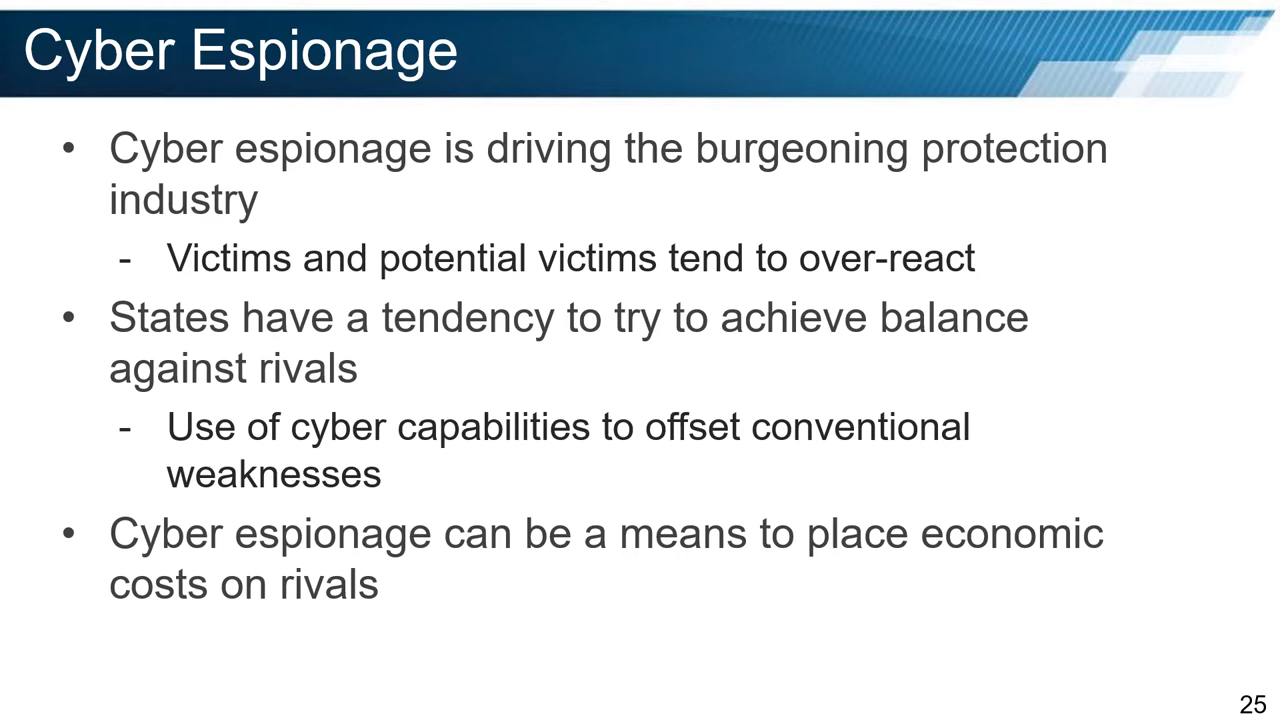 Cyber Espionage
• Cyber espionage is driving the burgeoning protection
industry
- Victims and potential victims tend to over-react
• States have a tendency to try to achieve balance
against rivals
- Use of cyber capabilities to offset conventional
weaknesses
• Cyber espionage can be a means to place economic
costs on rivals
25